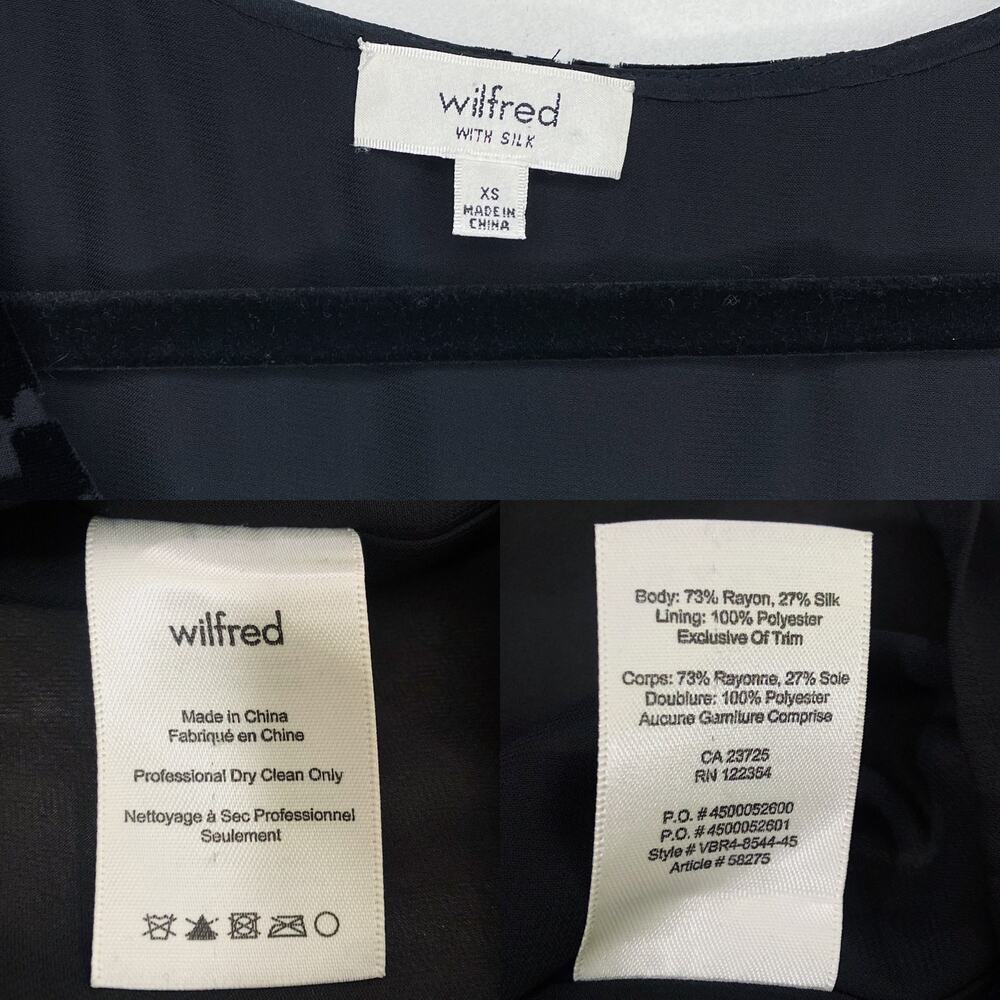 wilfred
WITH SILK
XS
MADE IN
CHINA
wilfred
Made in China
Fabriqué en Chine
Professional Dry Clean Only
Nettoyage à Sec Professionnel
Seulement
Body: 73% Rayon, 27% Silk
Lining: 100% Polyester
Exclusive Of Trim
Corps: 73% Rayonne, 27% Soie
Doublure: 100% Polyester
Aucune Garniture Comprise
CA 23725
RN 122354
P.O. # 4500052600
P.O. # 4500052601
Style # VBR4-8544-45
Article # 58275